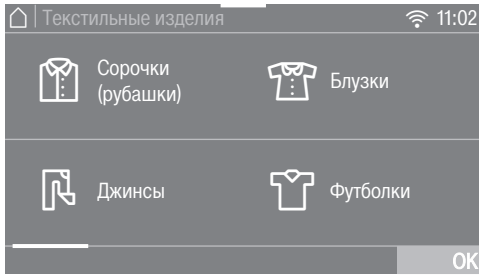 Текстильные изделия 11:02
Сорочки
(рубашки)
Блузки
Джинсы
Футболки
OK